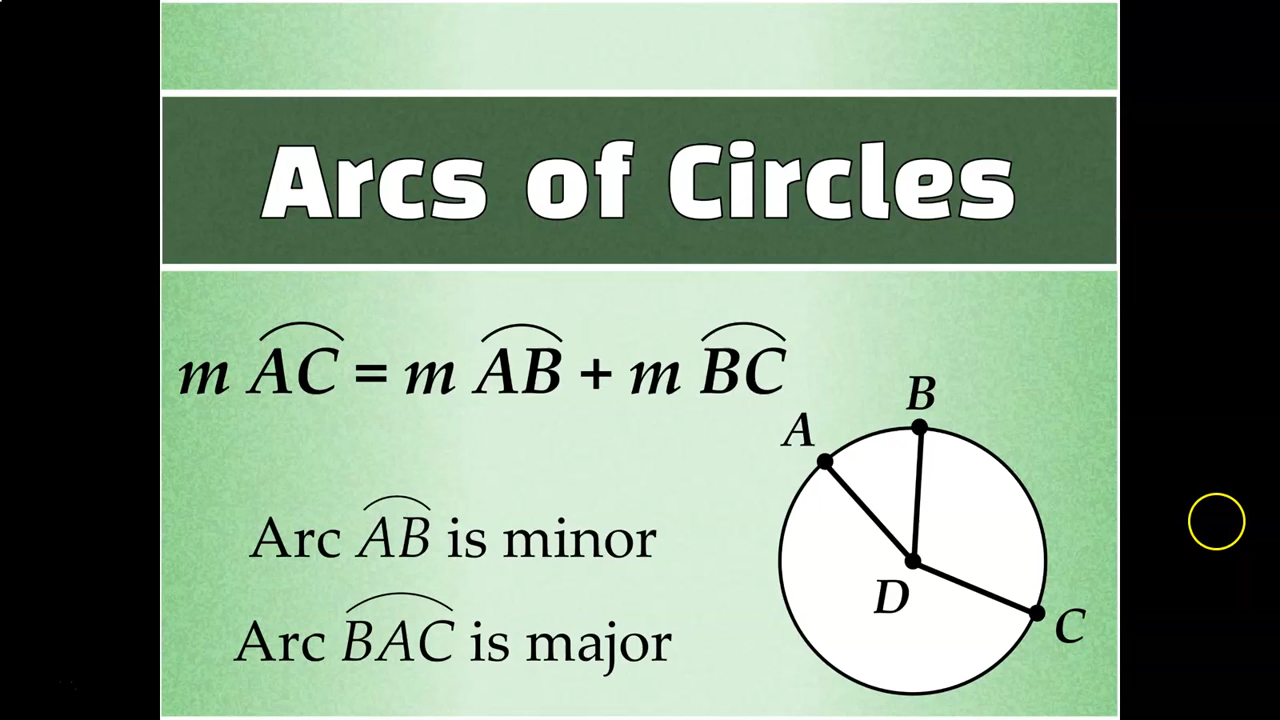 Arcs of Circles
m AC = m AB + m BC
Arc AB is minor
Arc BAC is major
A
B
D
C